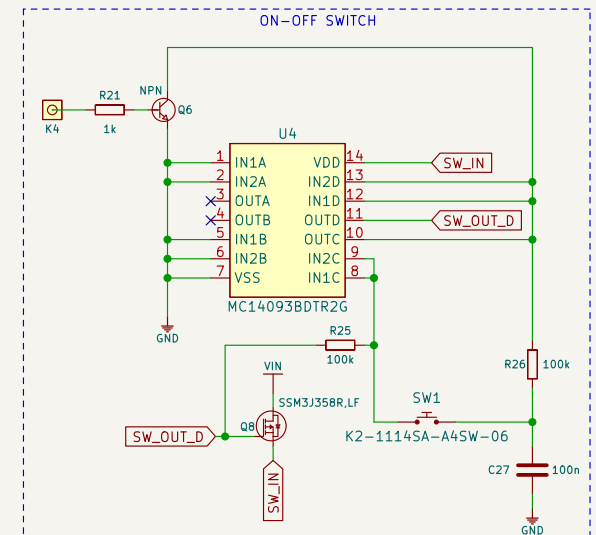 ON-OFF SWITCH
NPN
R21
Q6
K4
1k
U4
1 IN1A VDD 14 SW_IN
2 IN2A IN2D 13
3 OUTA IN1D 12
4 OUTB OUTD 11 SW_OUT_D
5 IN1B OUTC 10
6 IN2B IN2C 9
7 VSS IN1C 8
MC14093BDTR2G
GND
R25
100k
VIN
R26 100k
SSM3J358R,LF
SW1
Q8
SW_OUT_D
K2-1114SA-A4SW-06
C27 100n
SW_IN
GND